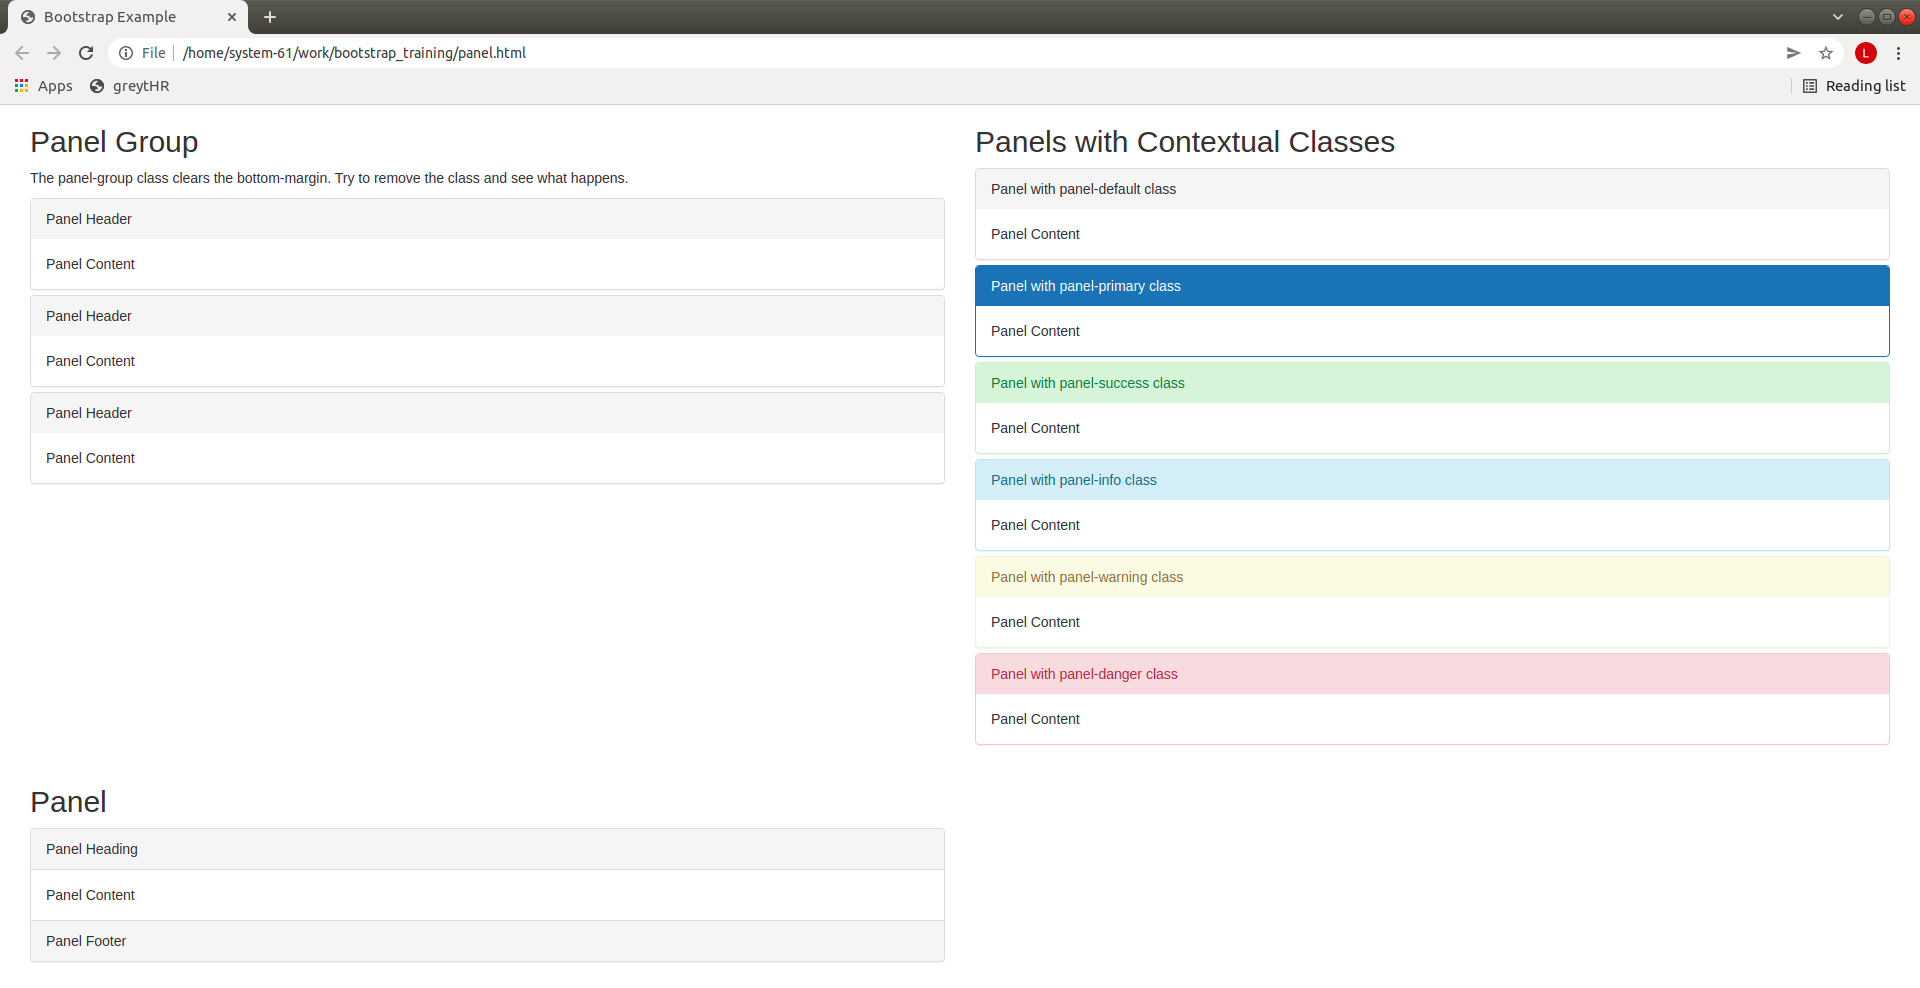 Bootstrap Example
File /home/system-61/work/bootstrap_training/panel.html
L
Apps greytHR
Reading list
Panel Group
The panel-group class clears the bottom-margin. Try to remove the class and see what happens.
Panel Header
Panel Content
Panel Header
Panel Content
Panel Header
Panel Content
Panels with Contextual Classes
Panel with panel-default class
Panel Content
Panel with panel-primary class
Panel Content
Panel with panel-success class
Panel Content
Panel with panel-info class
Panel Content
Panel with panel-warning class
Panel Content
Panel with panel-danger class
Panel Content
Panel
Panel Heading
Panel Content
Panel Footer